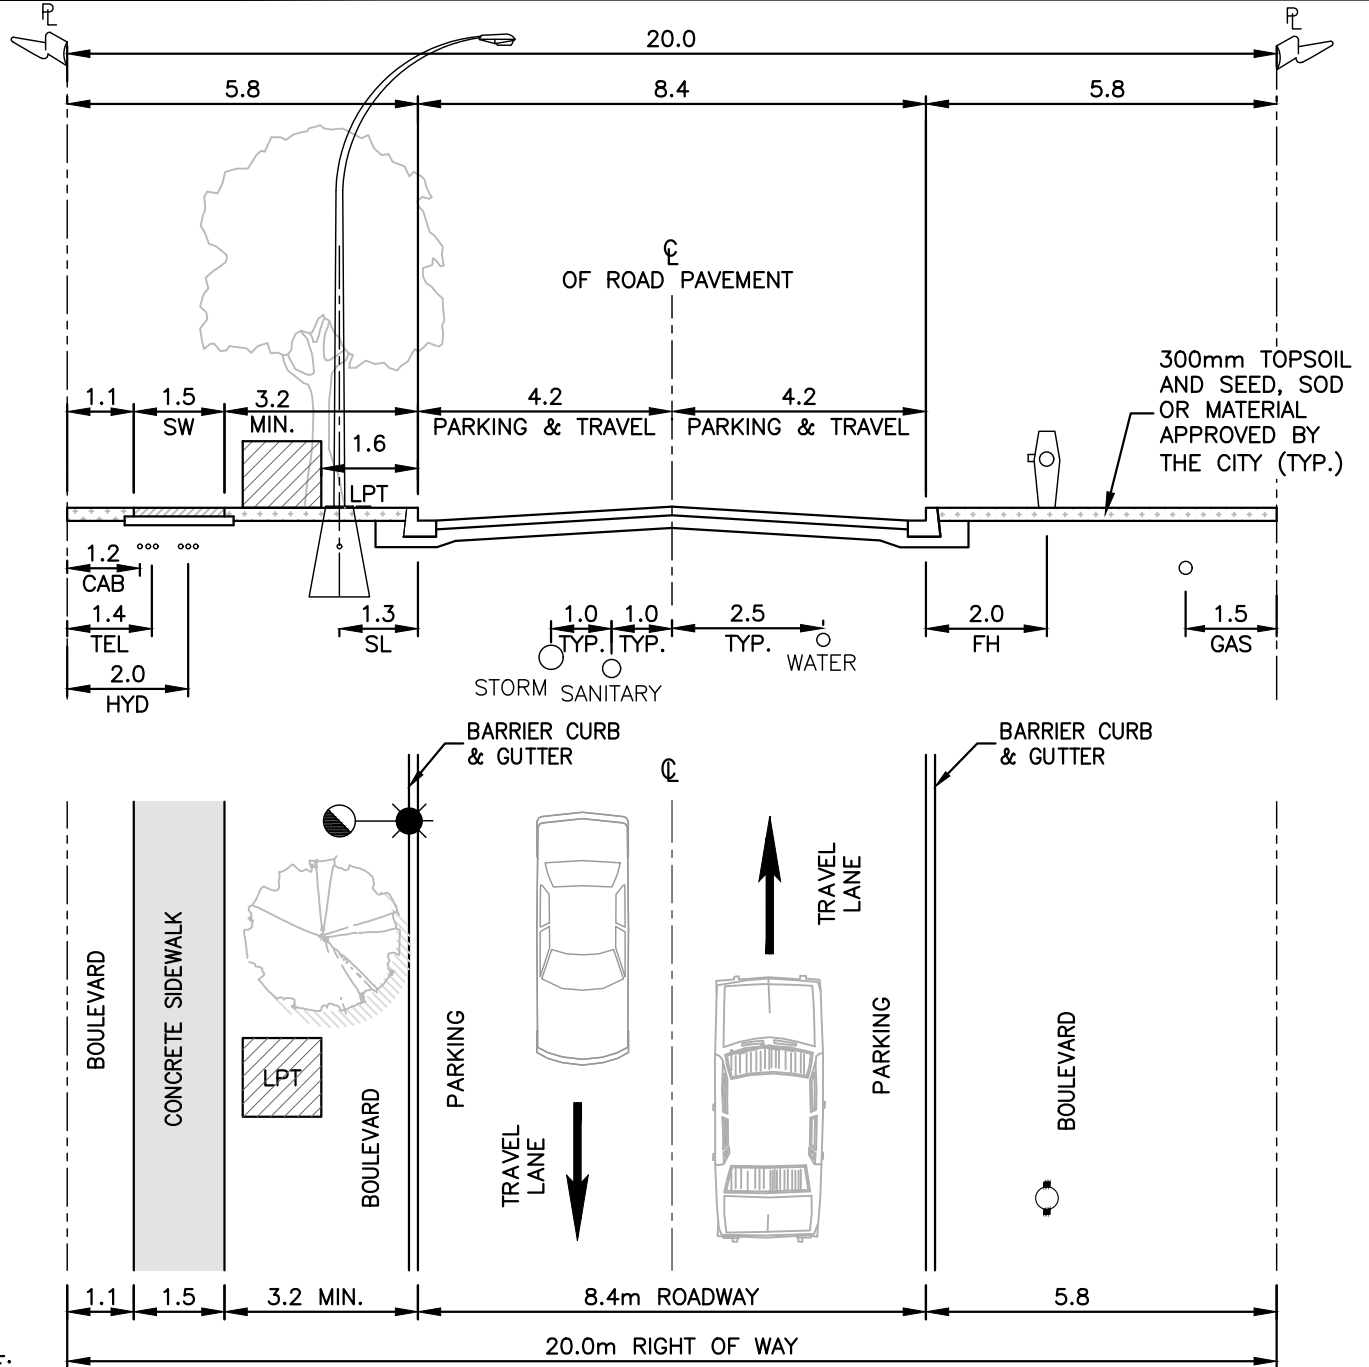 PL
PL
20.0
5.8
8.4
5.8
CL
OF ROAD PAVEMENT
300mm TOPSOIL
AND SEED, SOD
OR MATERIAL
APPROVED BY
THE CITY (TYP.)
1.1
1.5
SW
3.2
MIN.
4.2
PARKING & TRAVEL
4.2
PARKING & TRAVEL
1.6
LPT
1.2
CAB
1.4
TEL
2.0
HYD
1.3
SL
1.0
TYP.
1.0
TYP.
2.5
TYP.
STORM
SANITARY
WATER
2.0
FH
1.5
GAS
BARRIER CURB
& GUTTER
CL
BARRIER CURB
& GUTTER
BOULEVARD
CONCRETE SIDEWALK
LPT
BOULEVARD
PARKING
TRAVEL
LANE
TRAVEL
LANE
PARKING
BOULEVARD
1.1
1.5
3.2 MIN.
8.4m ROADWAY
5.8
20.0m RIGHT OF WAY